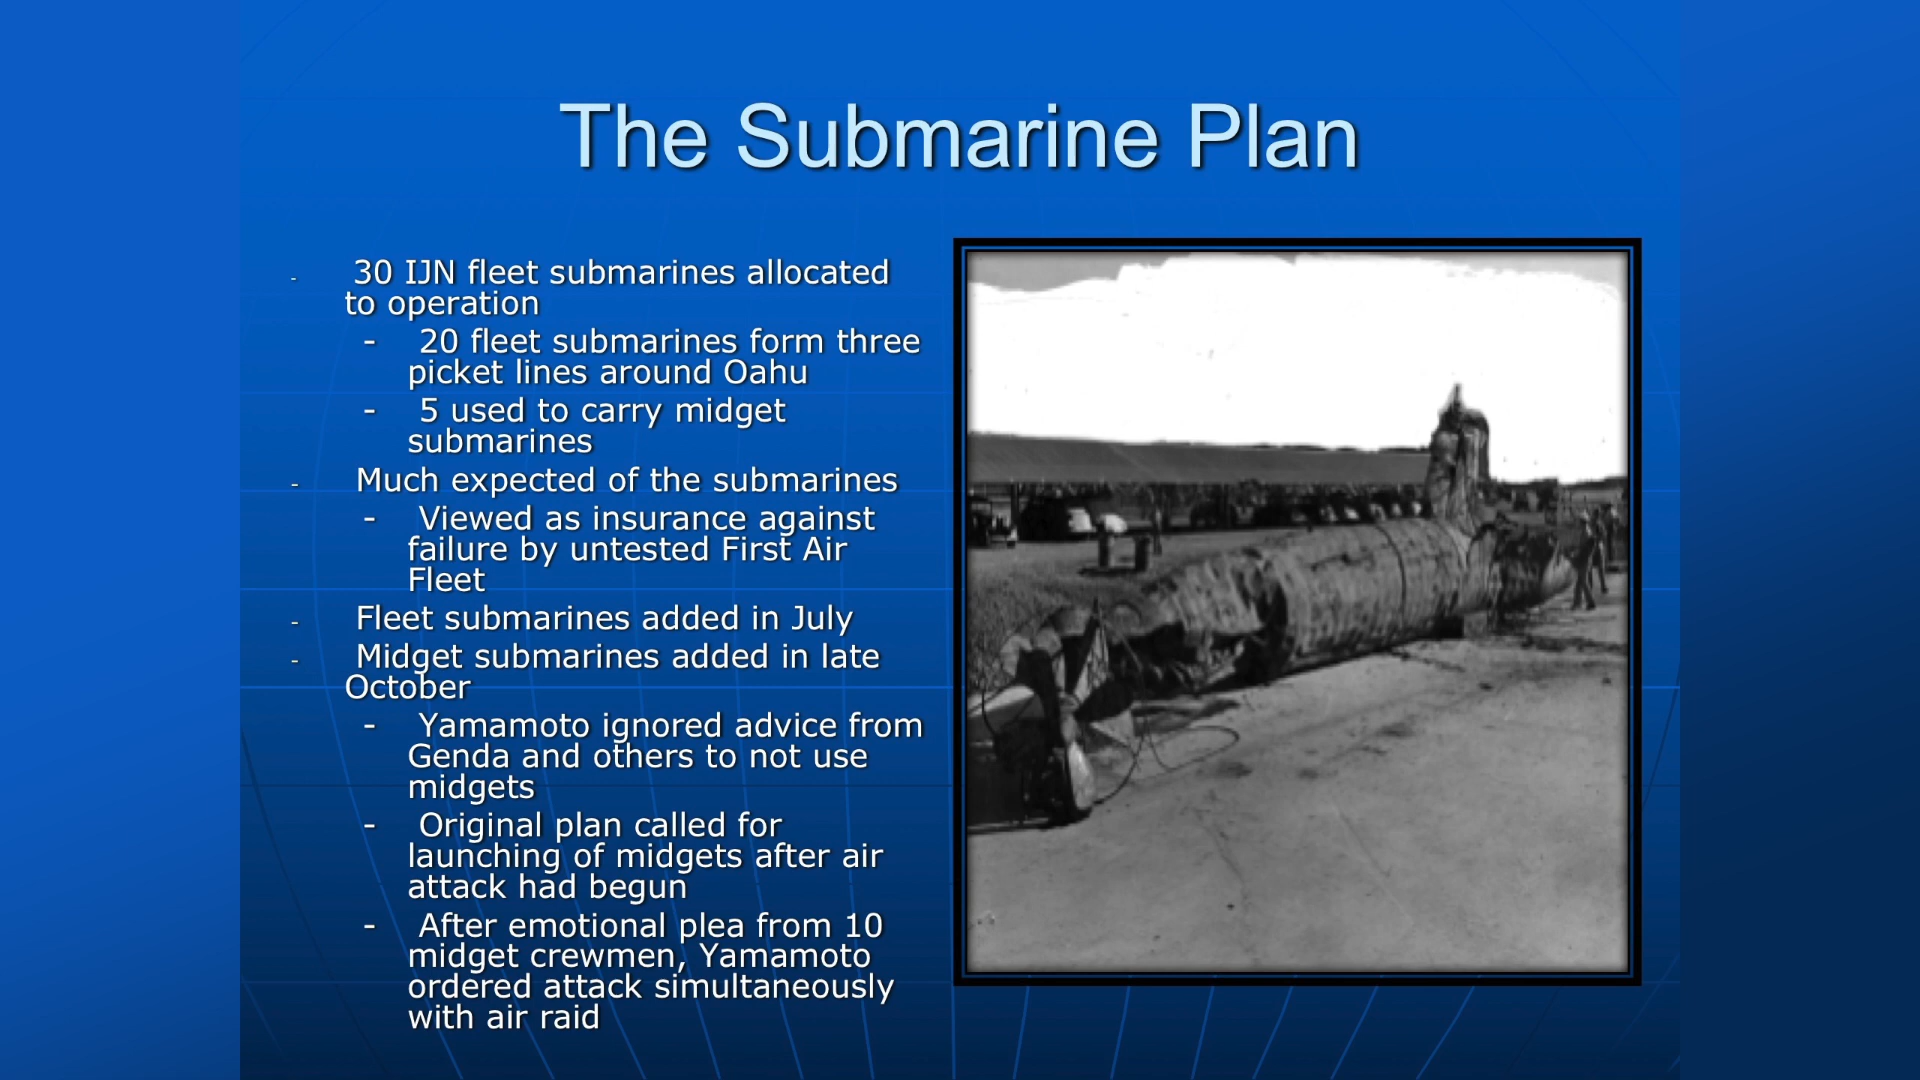 The Submarine Plan
- 30 IJN fleet submarines allocated
to operation
- 20 fleet submarines form three
picket lines around Oahu
- 5 used to carry midget
submarines
- Much expected of the submarines
- Viewed as insurance against
failure by untested First Air
Fleet
- Fleet submarines added in July
- Midget submarines added in late
October
- Yamamoto ignored advice from
Genda and others to not use
midgets
- Original plan called for
launching of midgets after air
attack had begun
- After emotional plea from 10
midget crewmen, Yamamoto
ordered attack simultaneously
with air raid